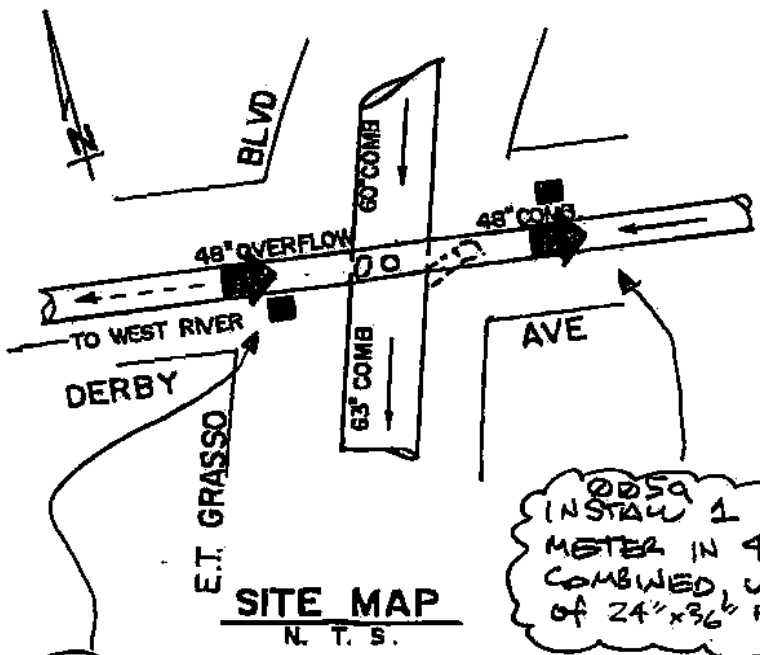 N
BLVD
60" COMB
48" COMB
48" OVERFLOW
TO WEST RIVER
DERBY
AVE
63" COMB
E.T. GRASSO
SITE MAP
N. T. S.
INSTALL 1
METER IN 4
COMBINED, U
of 24"x36"